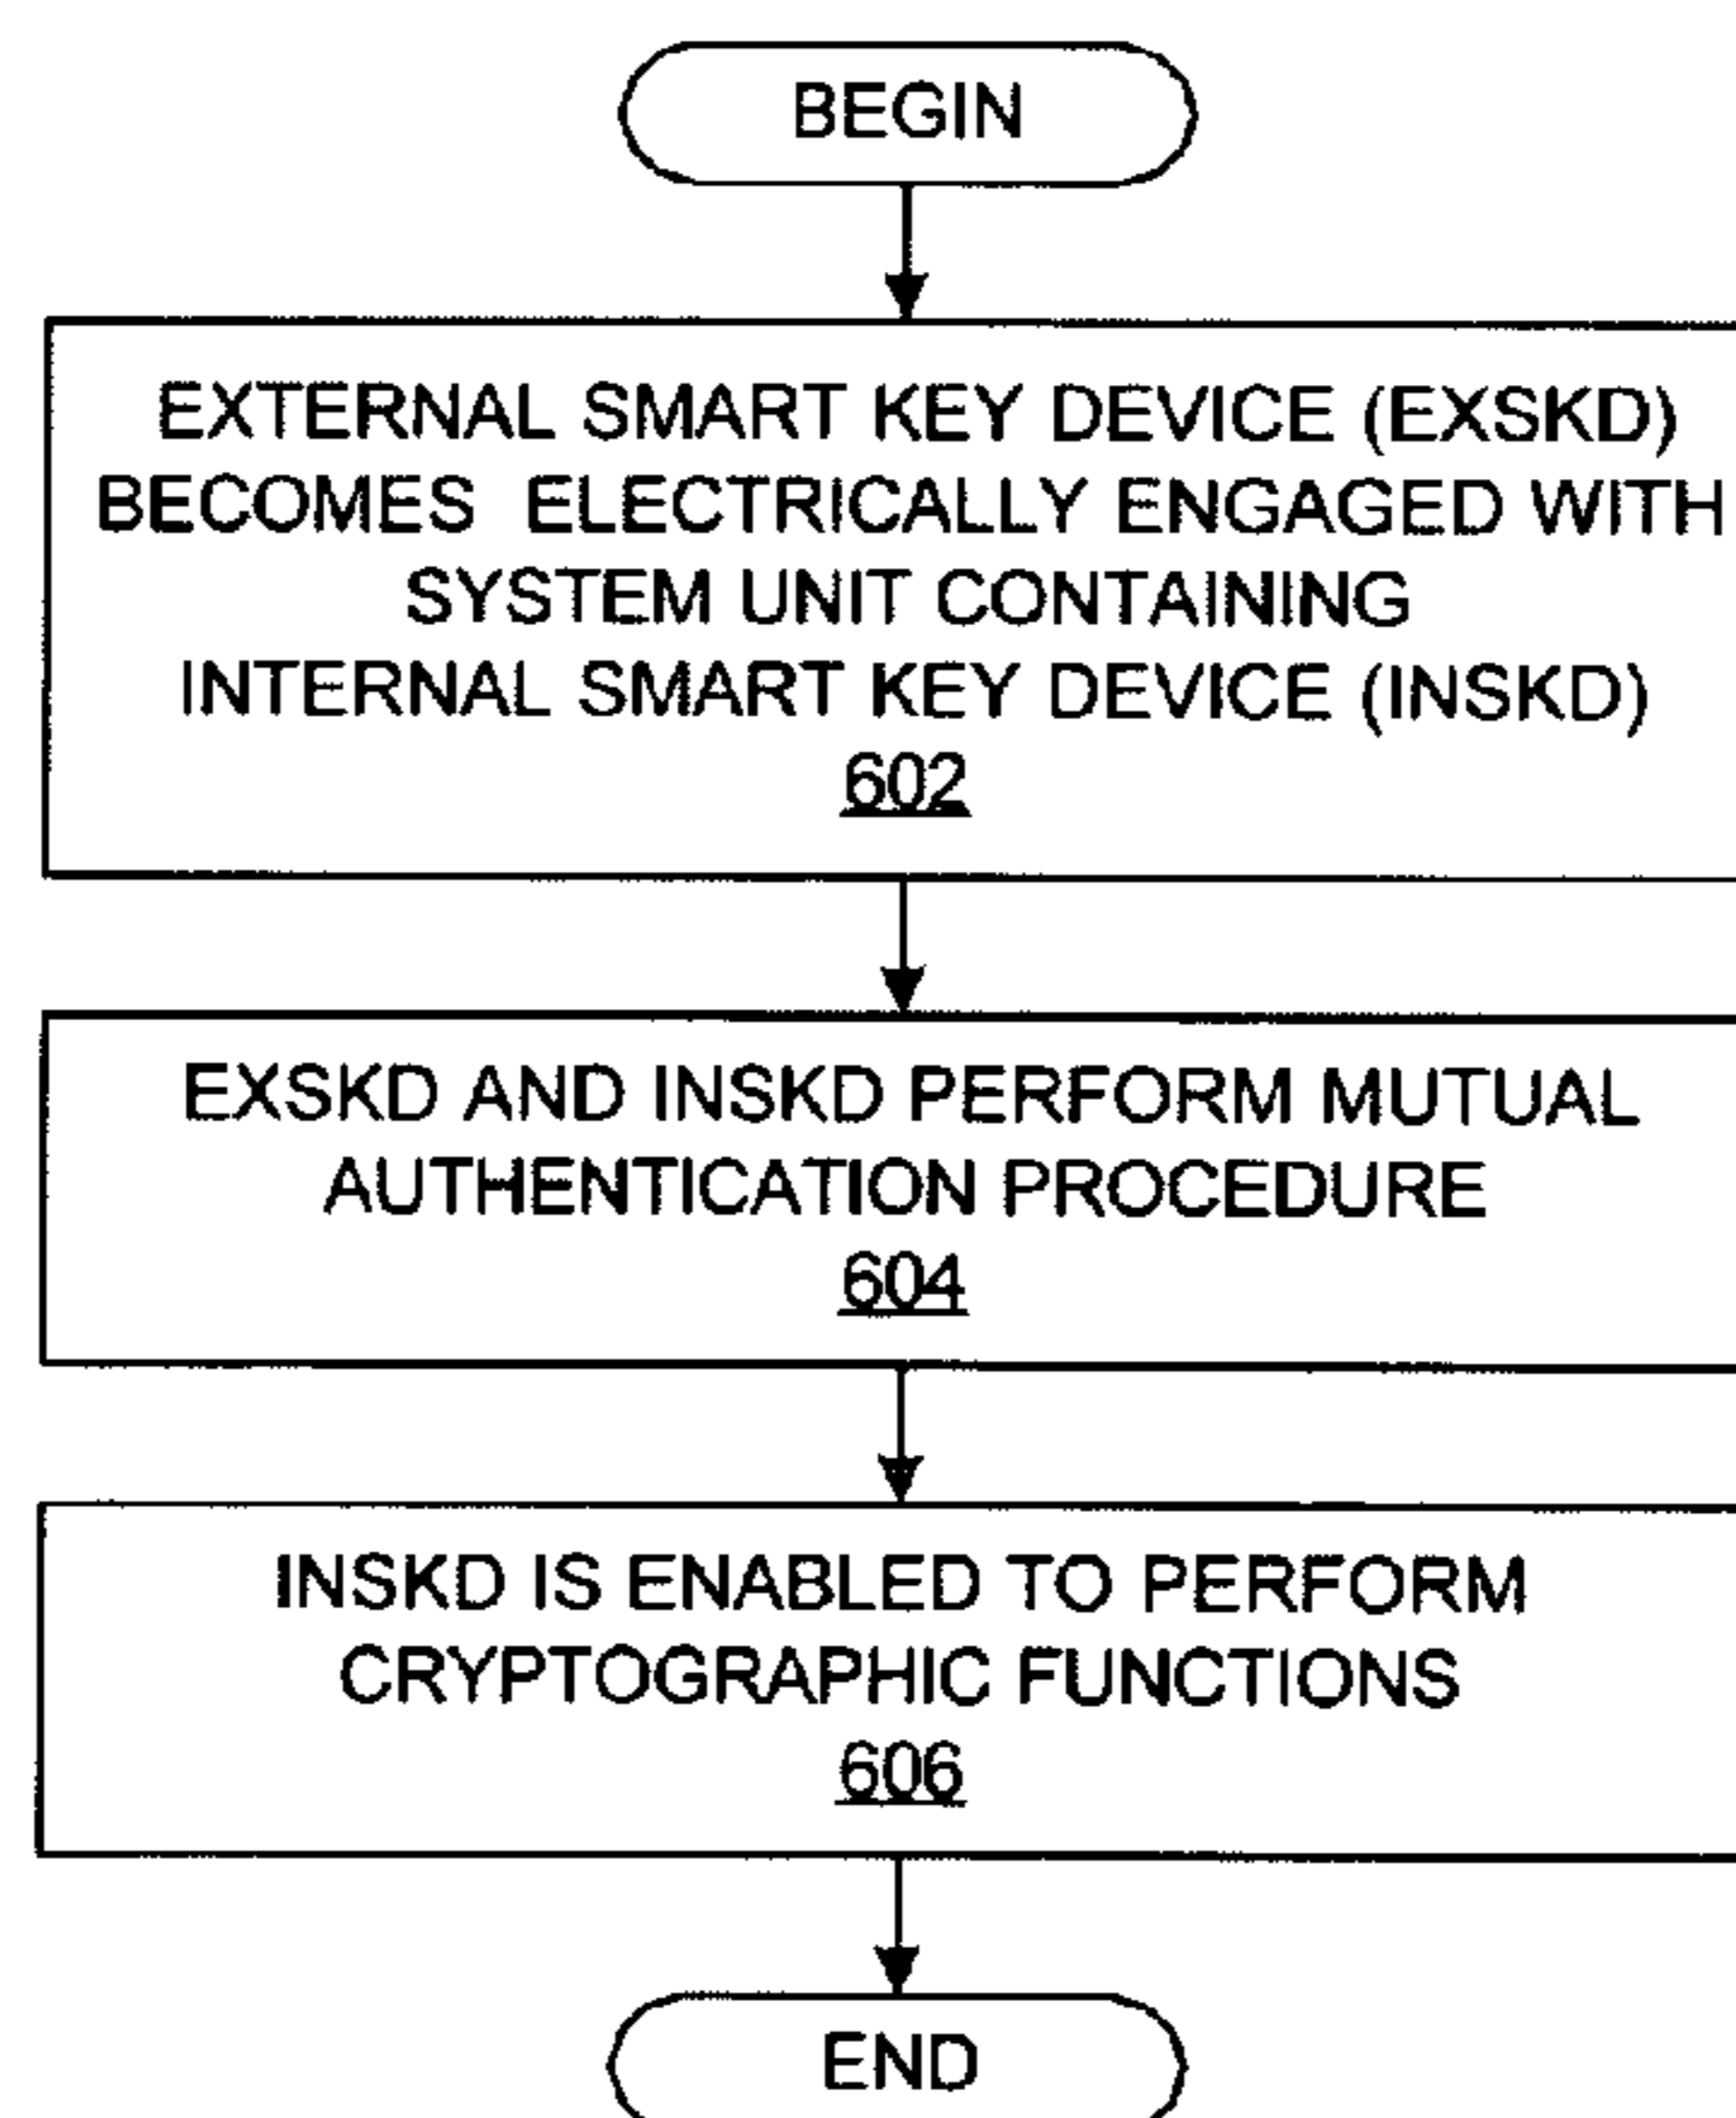 BEGIN
EXTERNAL SMART KEY DEVICE (EXSKD)
BECOMES ELECTRICALLY ENGAGED WITH
SYSTEM UNIT CONTAINING
INTERNAL SMART KEY DEVICE (INSKD)
602
EXSKD AND INSKD PERFORM MUTUAL
AUTHENTICATION PROCEDURE
604
INSKD IS ENABLED TO PERFORM
CRYPTOGRAPHIC FUNCTIONS
606
END